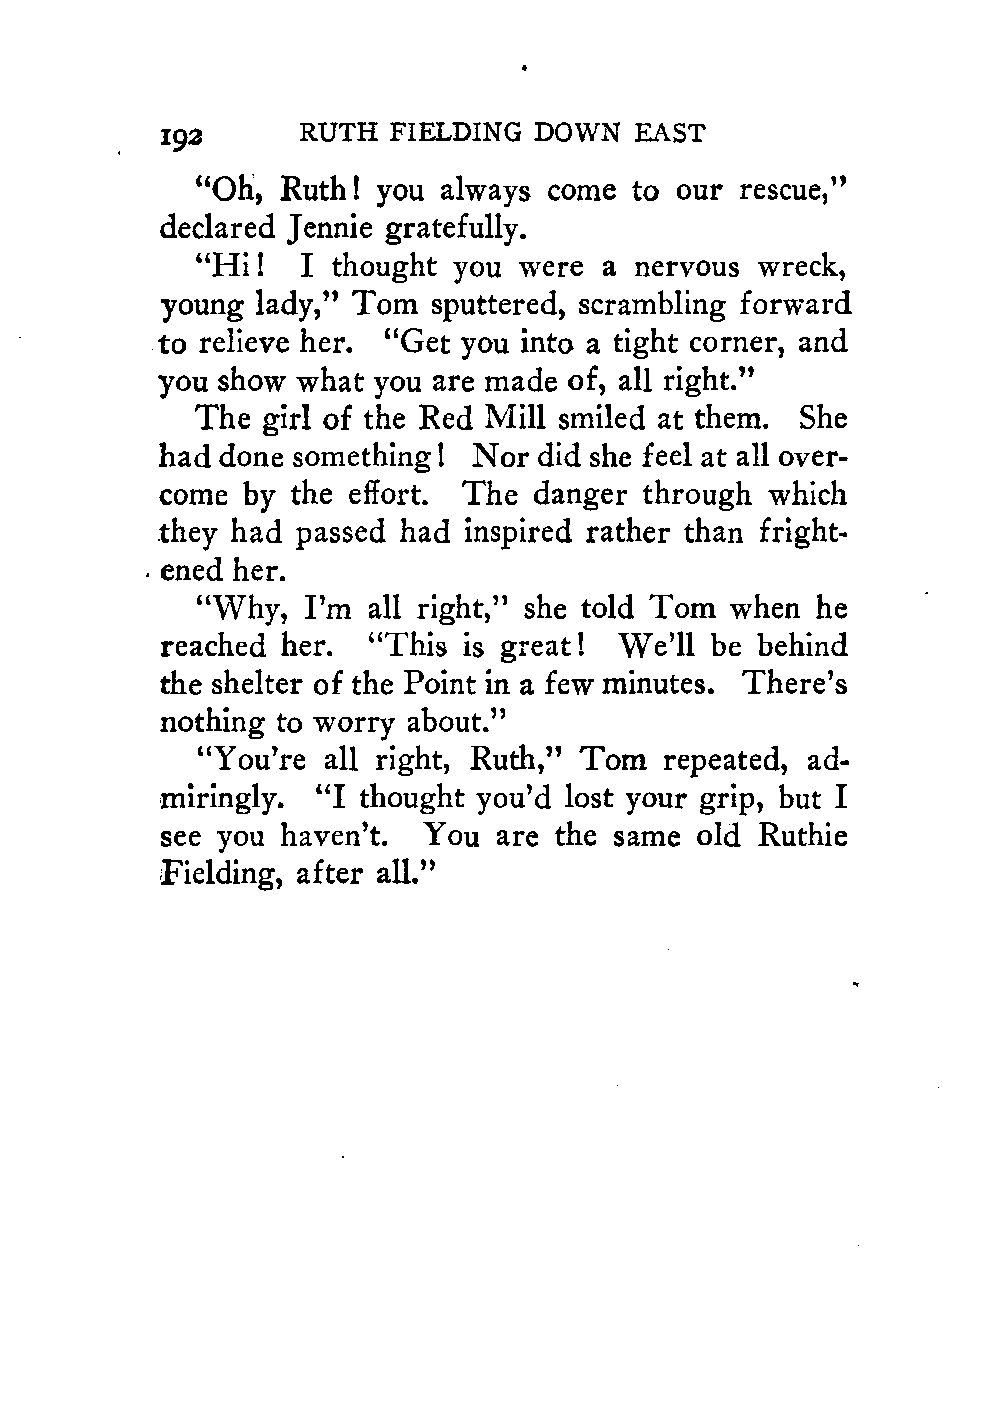 192 RUTH FIELDING DOWN EAST
“Oh, Ruth! you always come to our rescue,”
declared Jennie gratefully.
“Hi! I thought you were a nervous wreck,
young lady,” Tom sputtered, scrambling forward
to relieve her. “Get you into a tight corner, and
you show what you are made of, all right.”
The girl of the Red Mill smiled at them. She
had done something! Nor did she feel at all over-
come by the effort. The danger through which
they had passed had inspired rather than fright-
ened her.
“Why, I’m all right,” she told Tom when he
reached her. “This is great! We’ll be behind
the shelter of the Point in a few minutes. There’s
nothing to worry about.”
“You’re all right, Ruth,” Tom repeated, ad-
miringly. “I thought you’d lost your grip, but I
see you haven’t. You are the same old Ruthie
Fielding, after all.”